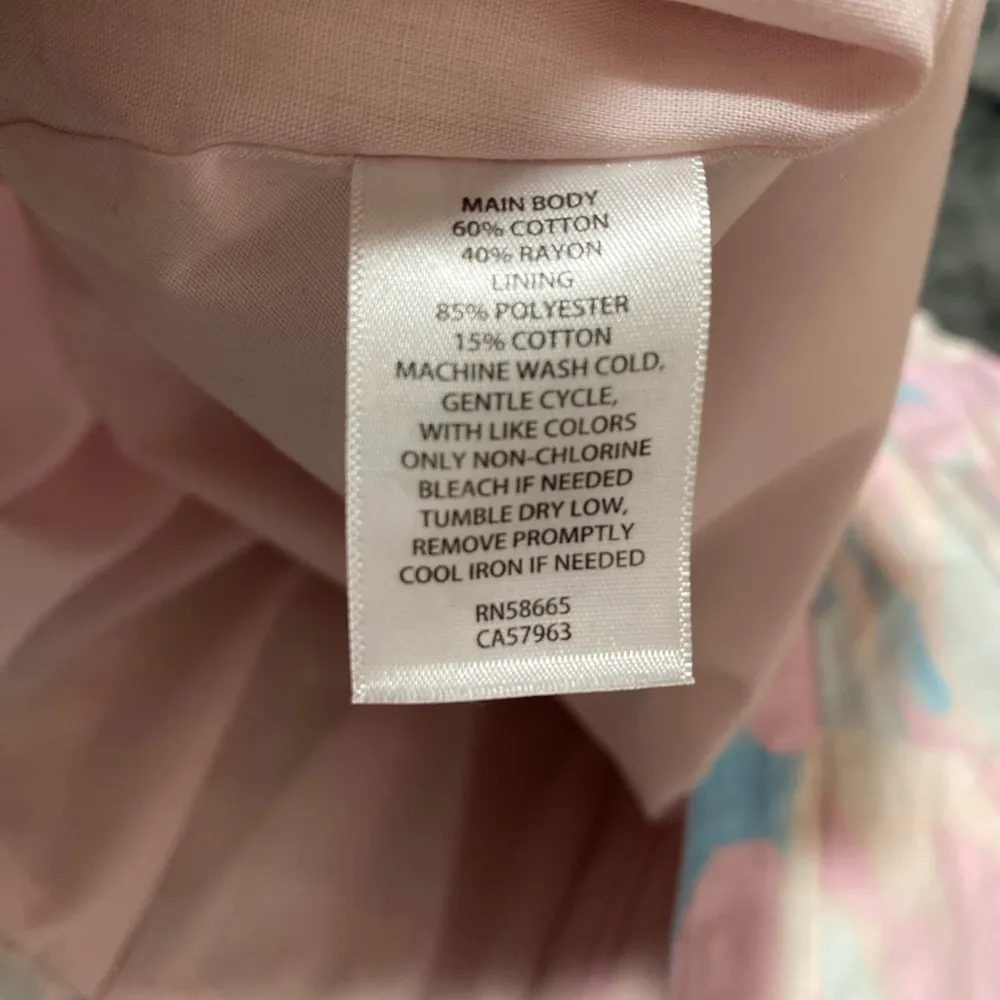 MAIN BODY
60% COTTON
40% RAYON
LINING
85% POLYESTER
15% COTTON
MACHINE WASH COLD,
GENTLE CYCLE,
WITH LIKE COLORS
ONLY NON-CHLORINE
BLEACH IF NEEDED
TUMBLE DRY LOW,
REMOVE PROMPTLY
COOL IRON IF NEEDED
RN58665
CA57963